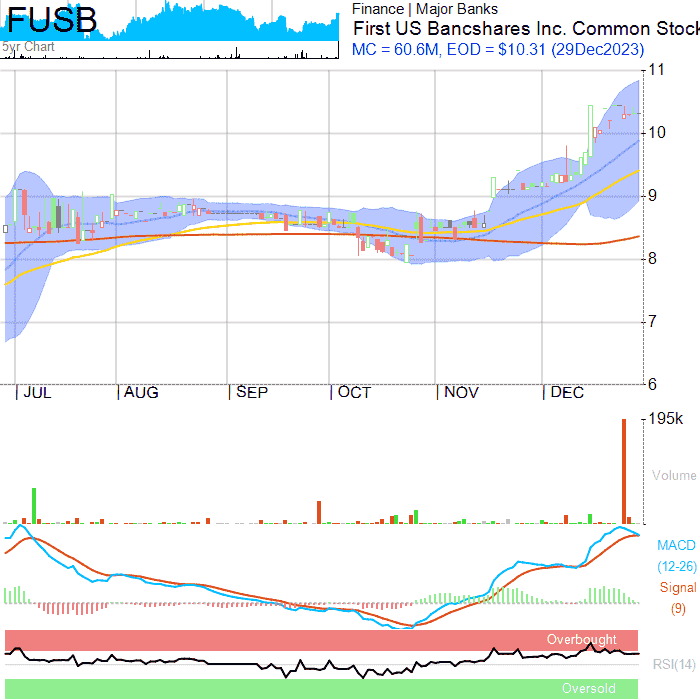 FUSB
5yr Chart
Finance | Major Banks
First US Bancshares Inc. Common Stock
MC = 60.6M, EOD = $10.31 (29Dec2023)
11
10
9
8
7
6
JUL AUG SEP OCT NOV DEC
195k
Volume
MACD
(12-26)
Signal
(9)
Overbought
RSI(14)
Oversold